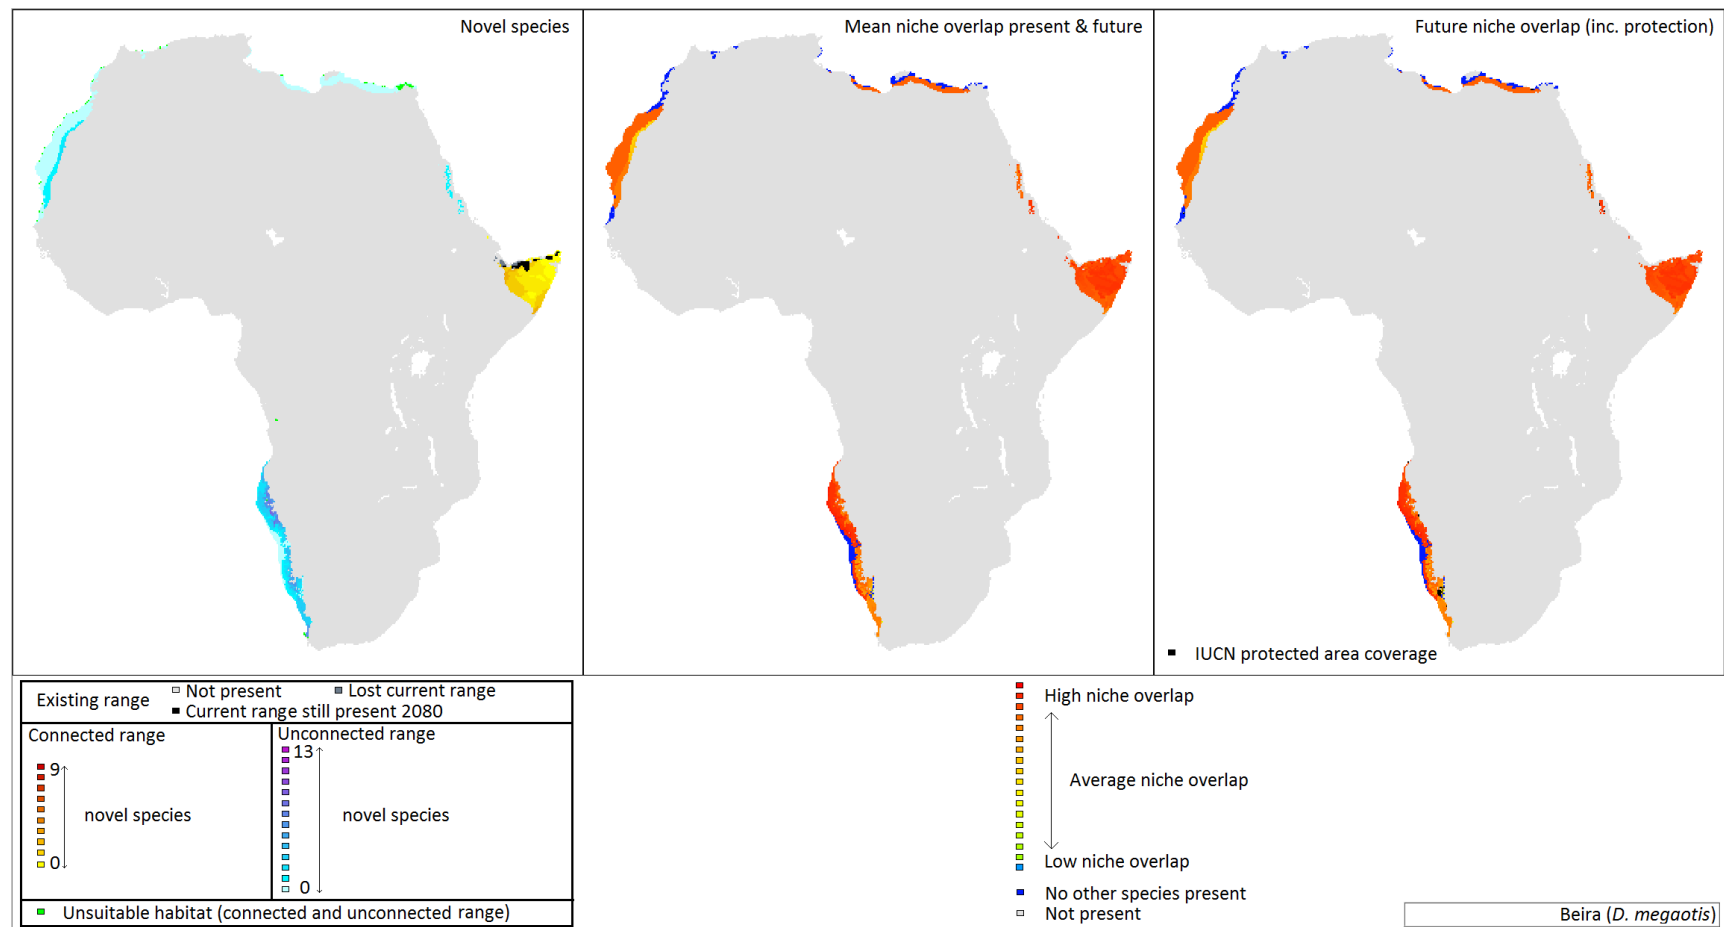 Novel species
Mean niche overlap present & future
Future niche overlap (inc. protection)
IUCN protected area coverage
Existing range
Not present
Lost current range
Current range still present 2080
Connected range
9
novel species
0
Unconnected range
13
novel species
0
Unsuitable habitat (connected and unconnected range)
High niche overlap
Average niche overlap
Low niche overlap
No other species present
Not present
Beira (D. megaotis)